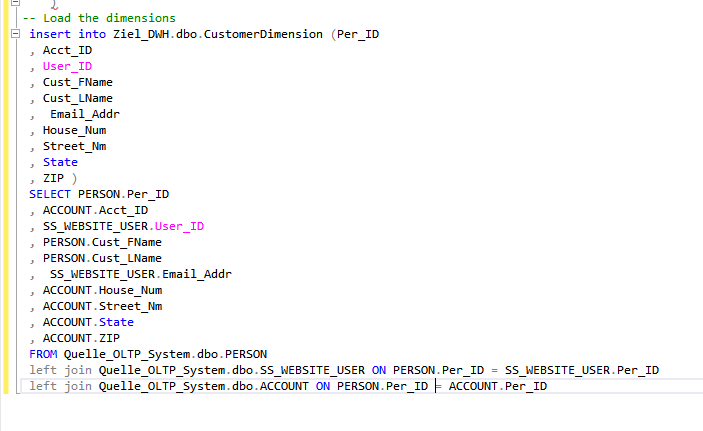 )
-- Load the dimensions
insert into Ziel_DWH.dbo.CustomerDimension (Per_ID
, Acct_ID
, User_ID
, Cust_FName
, Cust_LName
,  Email_Addr
, House_Num
, Street_Nm
, State
, ZIP )
SELECT PERSON.Per_ID
, ACCOUNT.Acct_ID
, SS_WEBSITE_USER.User_ID
, PERSON.Cust_FName
, PERSON.Cust_LName
,  SS_WEBSITE_USER.Email_Addr
, ACCOUNT.House_Num
, ACCOUNT.Street_Nm
, ACCOUNT.State
, ACCOUNT.ZIP
FROM Quelle_OLTP_System.dbo.PERSON
left join Quelle_OLTP_System.dbo.SS_WEBSITE_USER ON PERSON.Per_ID = SS_WEBSITE_USER.Per_ID
left join Quelle_OLTP_System.dbo.ACCOUNT ON PERSON.Per_ID = ACCOUNT.Per_ID